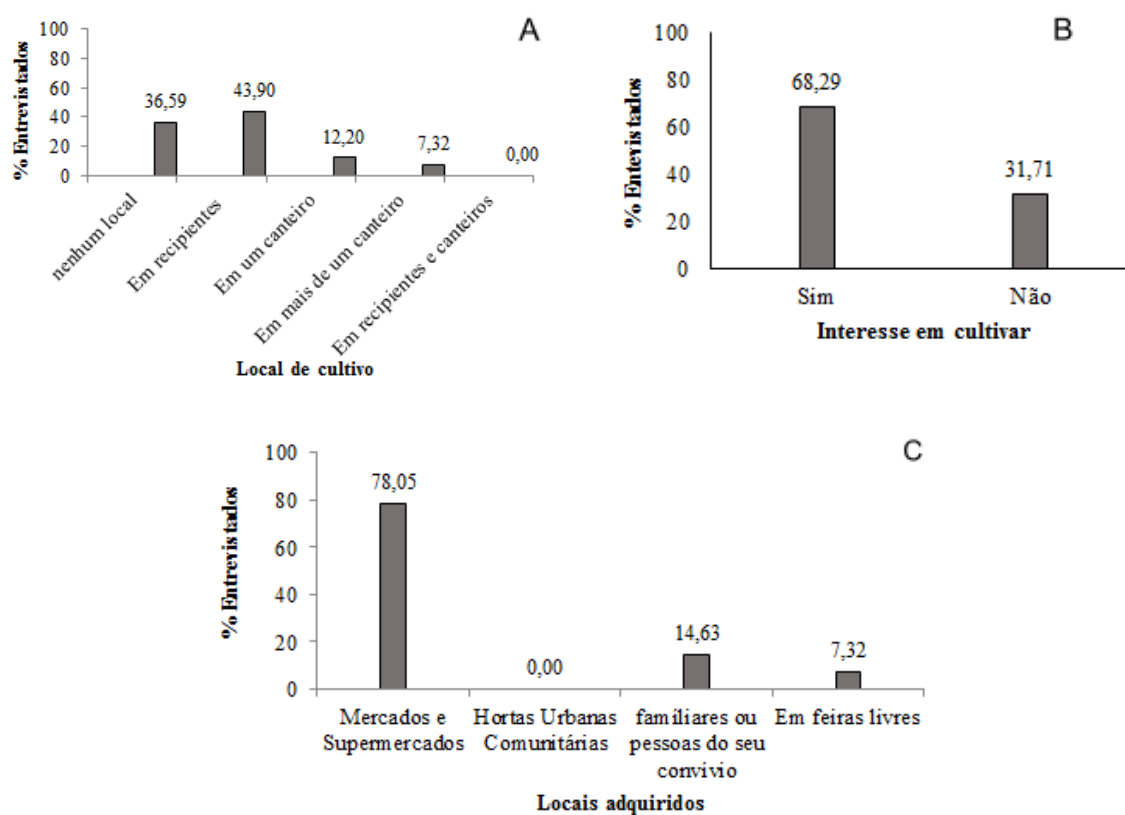 A
% Entrevistados
100
80
60
40
20
0
36,59
43,90
12,20
7,32
0,00
nenhum local
Em recipientes
Em um canteiro
Em mais de um canteiro
Em recipientes e canteiros
Local de cultivo
B
% Entevistados
100
80
60
40
20
0
68,29
31,71
Sim
Não
Interesse em cultivar
C
% Entrevistados
100
80
60
40
20
0
78,05
0,00
14,63
7,32
Mercados e
Supermercados
Hortas Urbanas
Comunitárias
familiares ou
pessoas do seu
convívio
Em feiras livres
Locais adquiridos